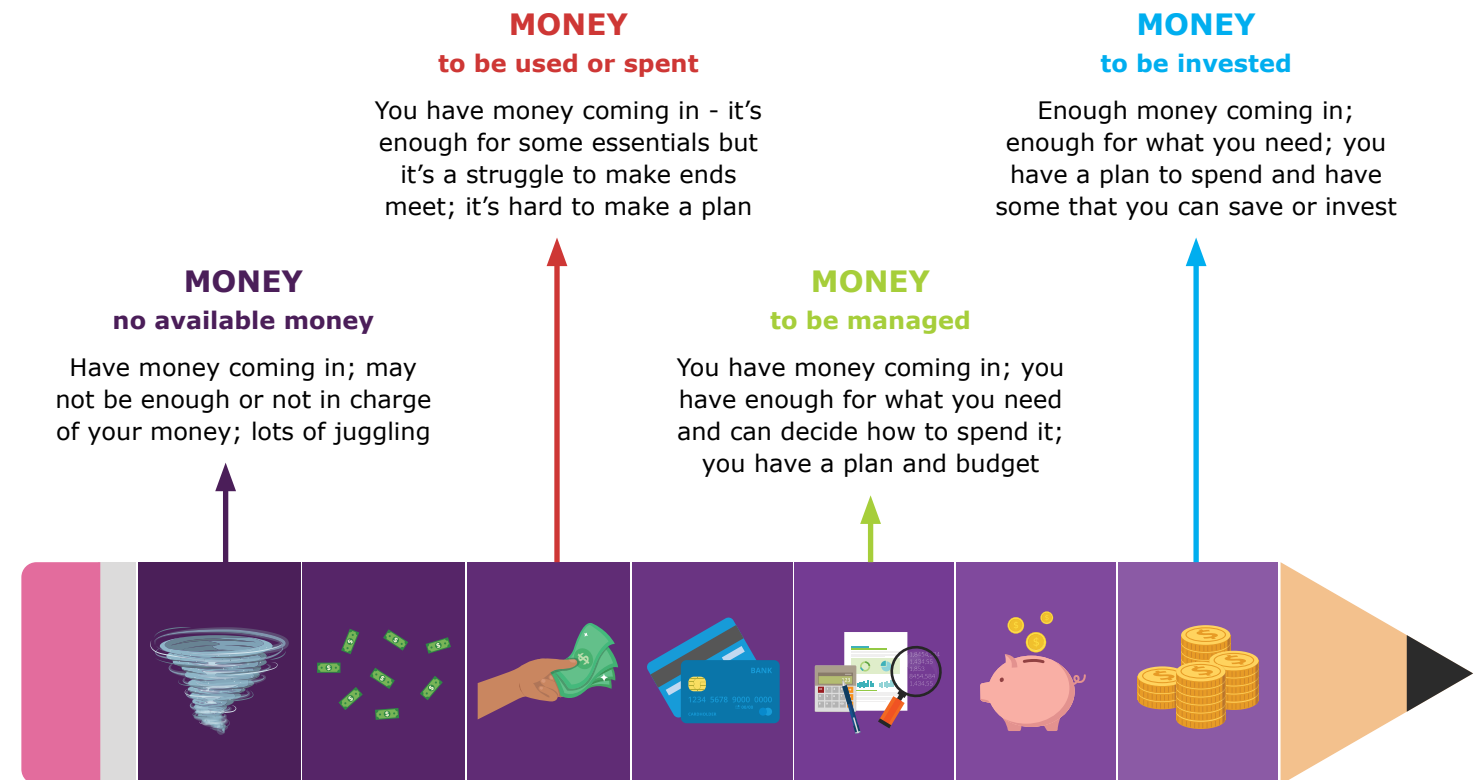 MONEY
to be used or spent
You have money coming in - it’s
enough for some essentials but
it’s a struggle to make ends
meet; it’s hard to make a plan
MONEY
to be invested
Enough money coming in;
enough for what you need; you
have a plan to spend and have
some that you can save or invest
MONEY
no available money
Have money coming in; may
not be enough or not in charge
of your money; lots of juggling
MONEY
to be managed
You have money coming in; you
have enough for what you need
and can decide how to spend it;
you have a plan and budget
BANK
1234 5678 9000 0000